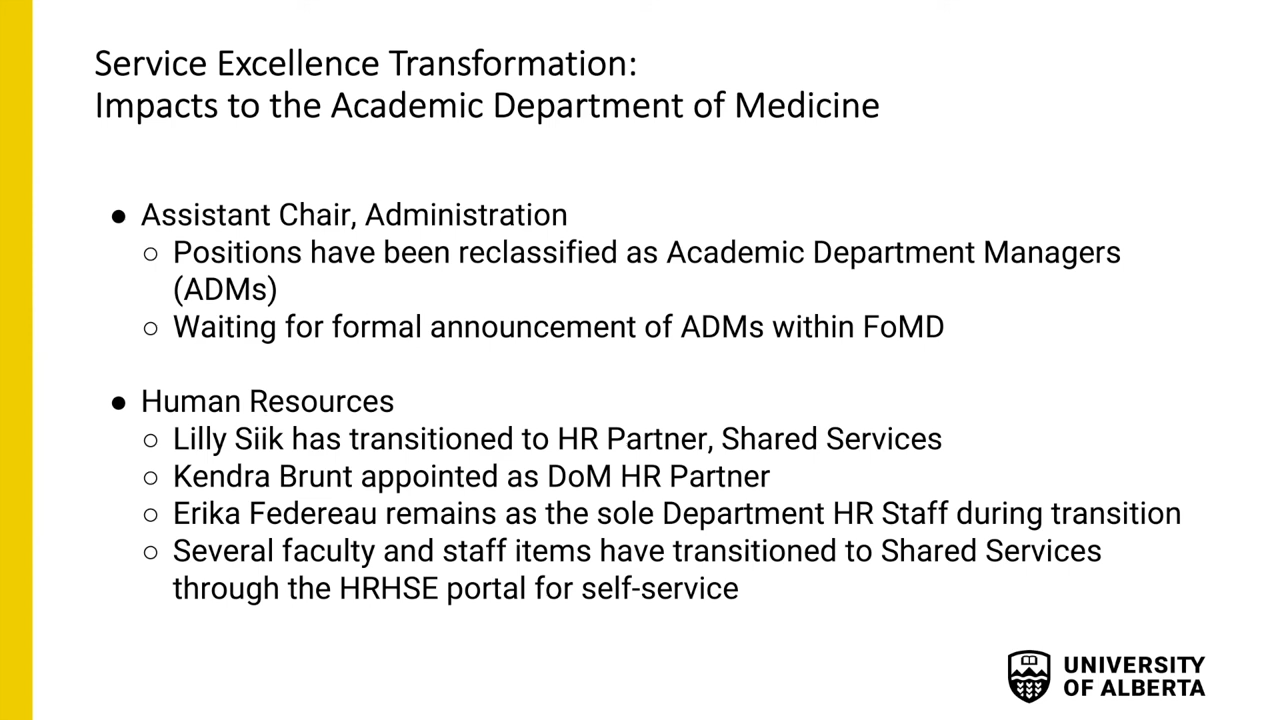 Service Excellence Transformation:
Impacts to the Academic Department of Medicine
● Assistant Chair, Administration
○ Positions have been reclassified as Academic Department Managers
(ADMs)
○ Waiting for formal announcement of ADMs within FoMD
● Human Resources
○ Lilly Siik has transitioned to HR Partner, Shared Services
○ Kendra Brunt appointed as DoM HR Partner
○ Erika Federeau remains as the sole Department HR Staff during transition
○ Several faculty and staff items have transitioned to Shared Services
through the HRHSE portal for self-service
UNIVERSITY
OF ALBERTA